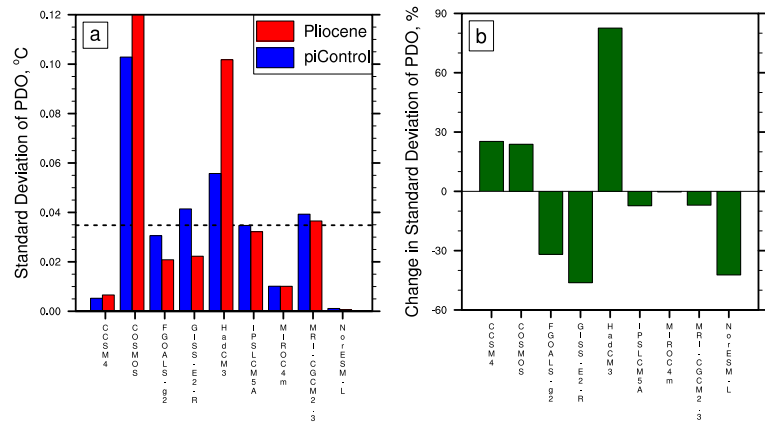 a
Pliocene
piControl
Standard Deviation of PDO, °C
0.12
0.10
0.08
0.06
0.04
0.02
0.00
CCSM4
COSMOS
FGOALS-g2
GISS-E2-R
HadCM3
IPSLCM5A
MIROC4m
MRI-CGCM2.3
NorESM-L
b
Change in Standard Deviation of PDO, %
90
60
30
0
-30
-60
CCSM4
COSMOS
FGOALS-g2
GISS-E2-R
HadCM3
IPSLCM5A
MIROC4m
MRI-CGCM2.3
NorESM-L